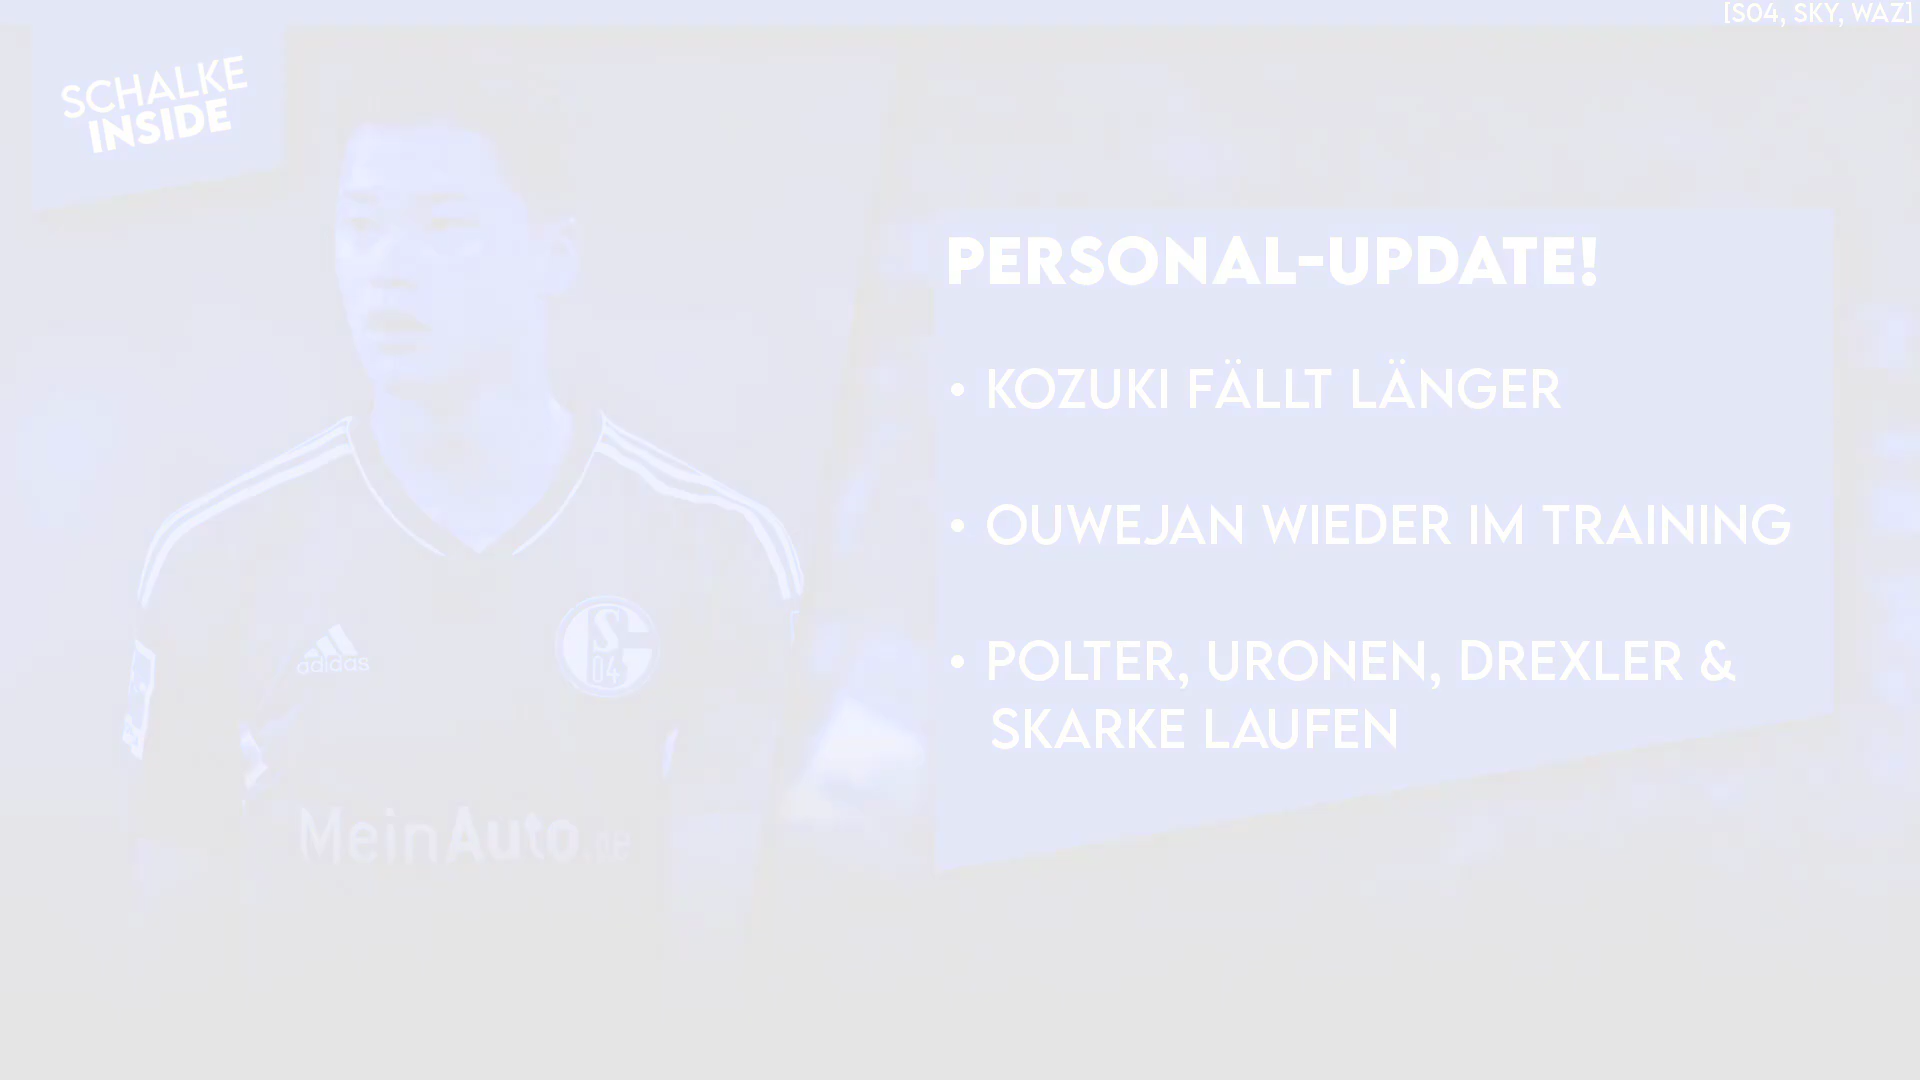 [S04, SKY, WAZ]
SCHALKE
INSIDE
PERSONAL-UPDATE!
• KOZUKI FÄLLT LÄNGER
• OUWEJAN WIEDER IM TRAINING
• POLTER, URONEN, DREXLER &
SKARKE LAUFEN
adidas
S
04
MeinAuto.de